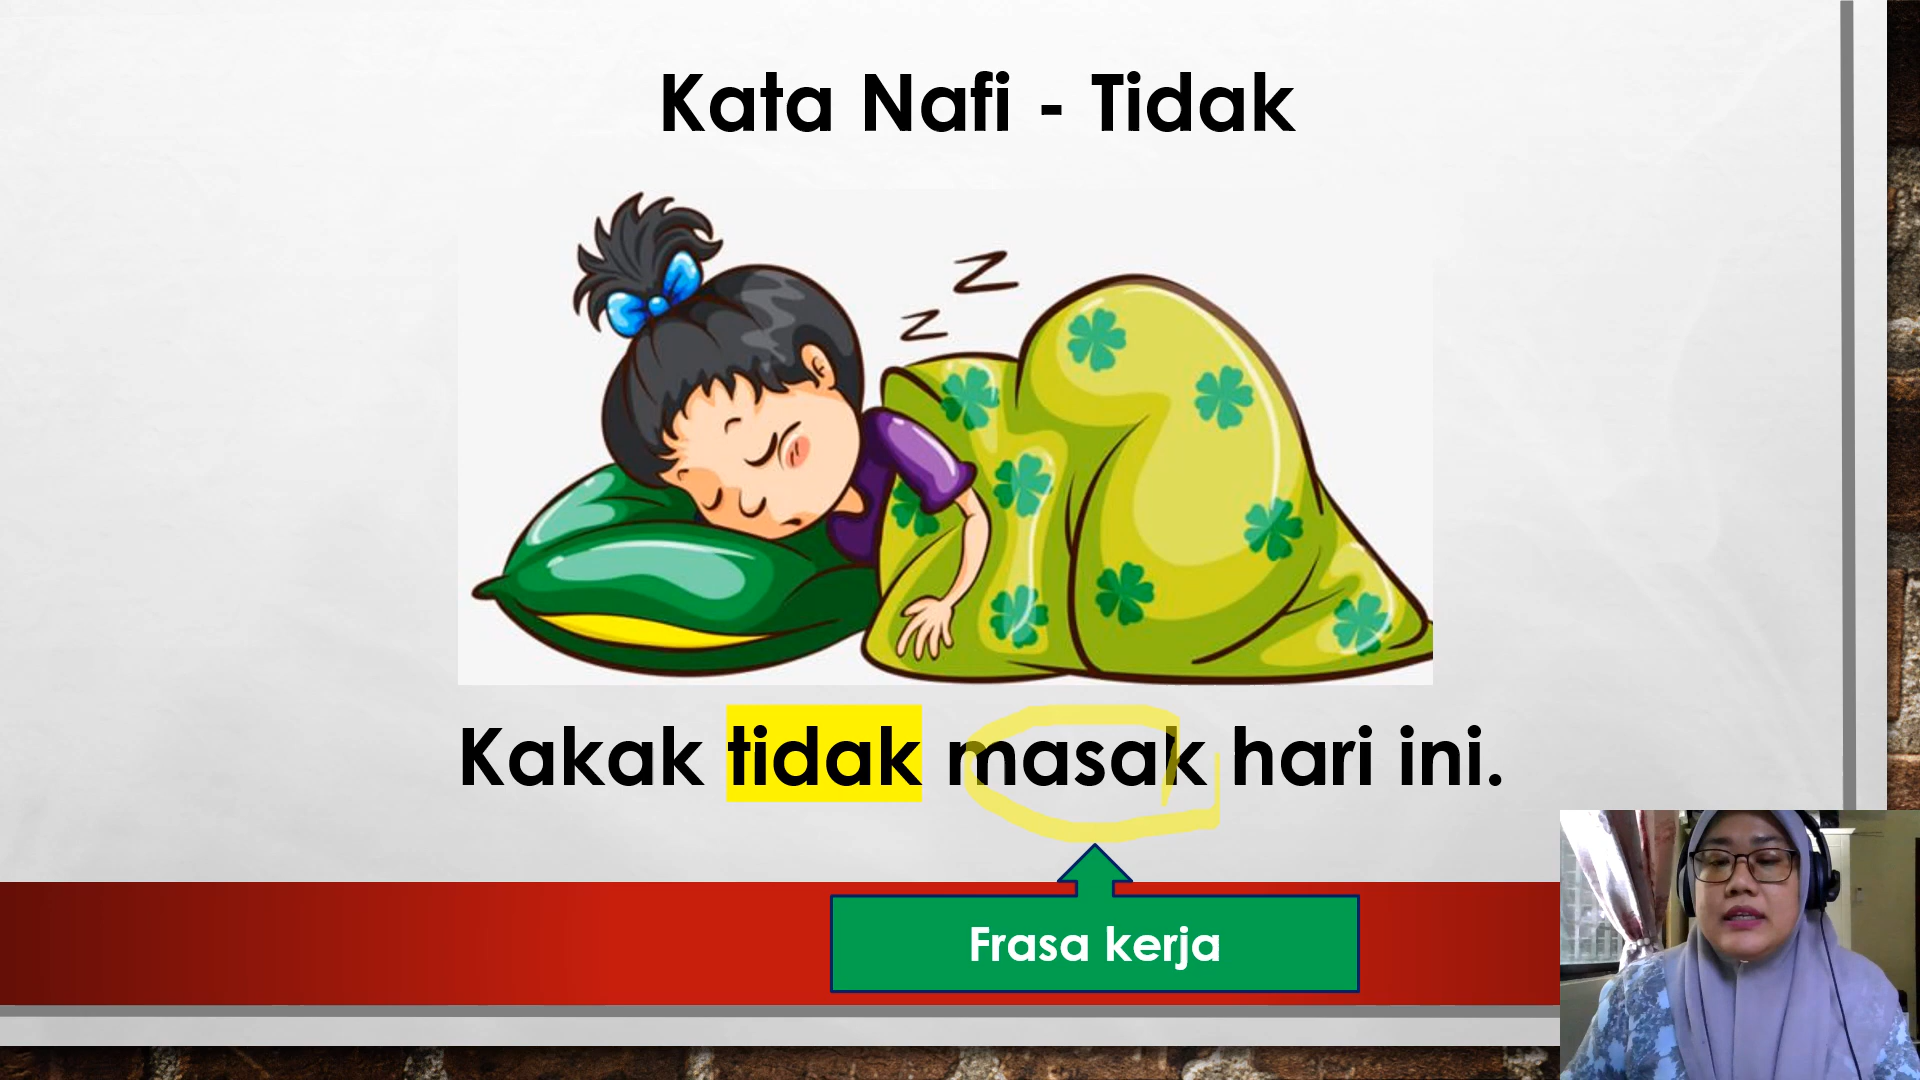 Kata Nafi - Tidak
z
z
Kakak tidak masak hari ini.
Frasa kerja